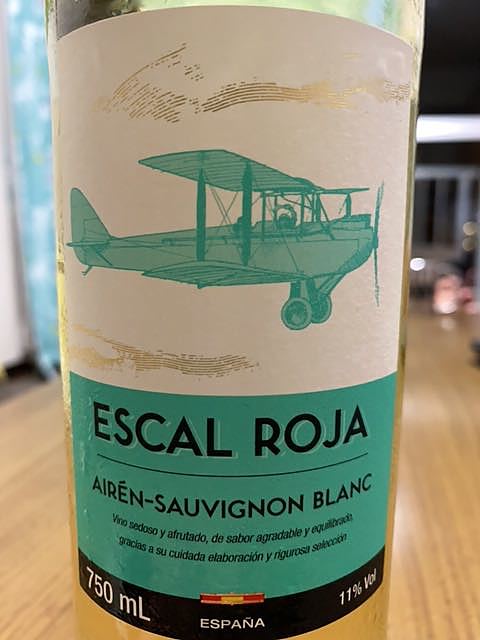 ESCAL ROJA
AIRÉN-SAUVIGNON BLANC
Vino sedoso y afrutado, de sabor agradable y equilibrado,
gracias a su cuidada elaboración y rigurosa selección
750 mL
ESPAÑA
11% Vol